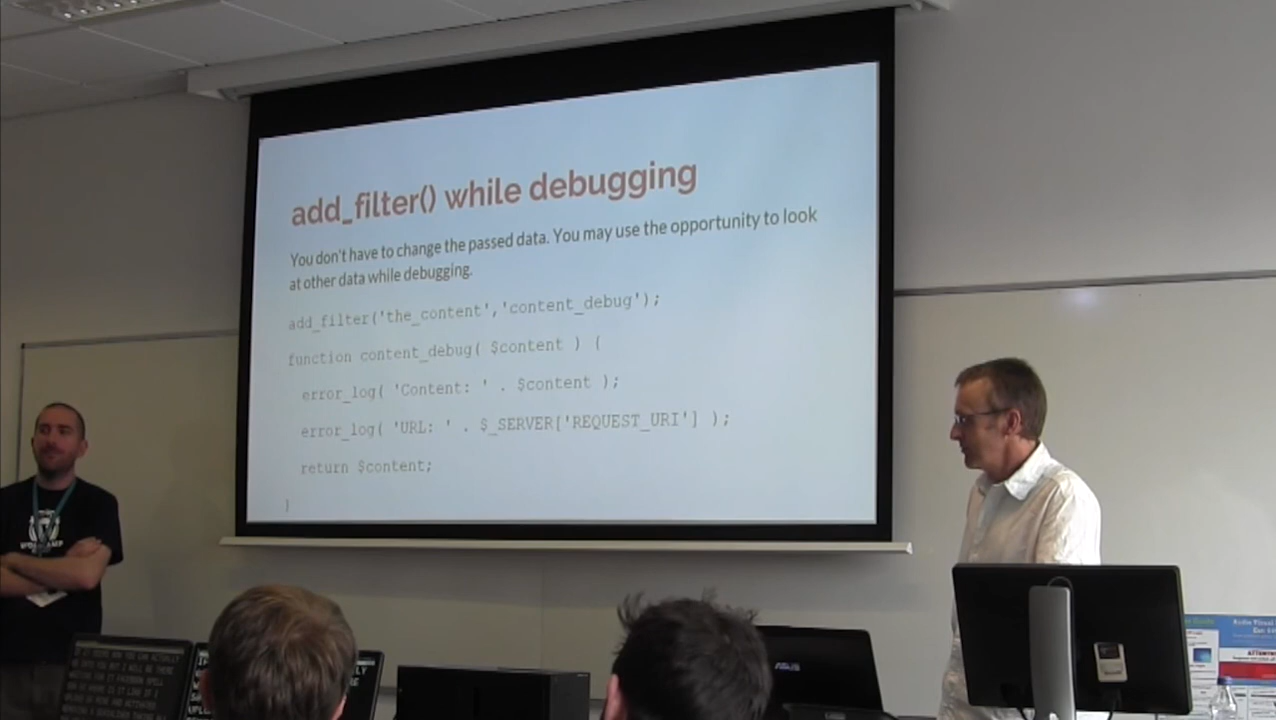 add_filter() while debugging
You don't have to change the passed data. You may use the opportunity to look
at other data while debugging.
add_filter('the_content','content_debug');
function content_debug( $content ) {
error_log( 'Content: ' . $content );
error_log( 'URL: ' . $_SERVER['REQUEST_URI'] );
return $content;
}
ASUS